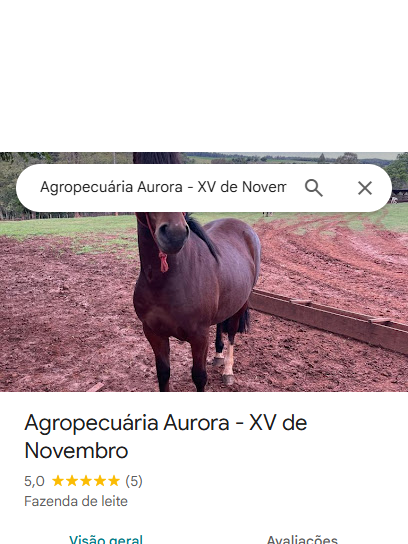 Agropecuária Aurora - XV de Novem
Agropecuária Aurora - XV de
Novembro
5,0 (5)
Fazenda de leite
Visão geral Avaliações